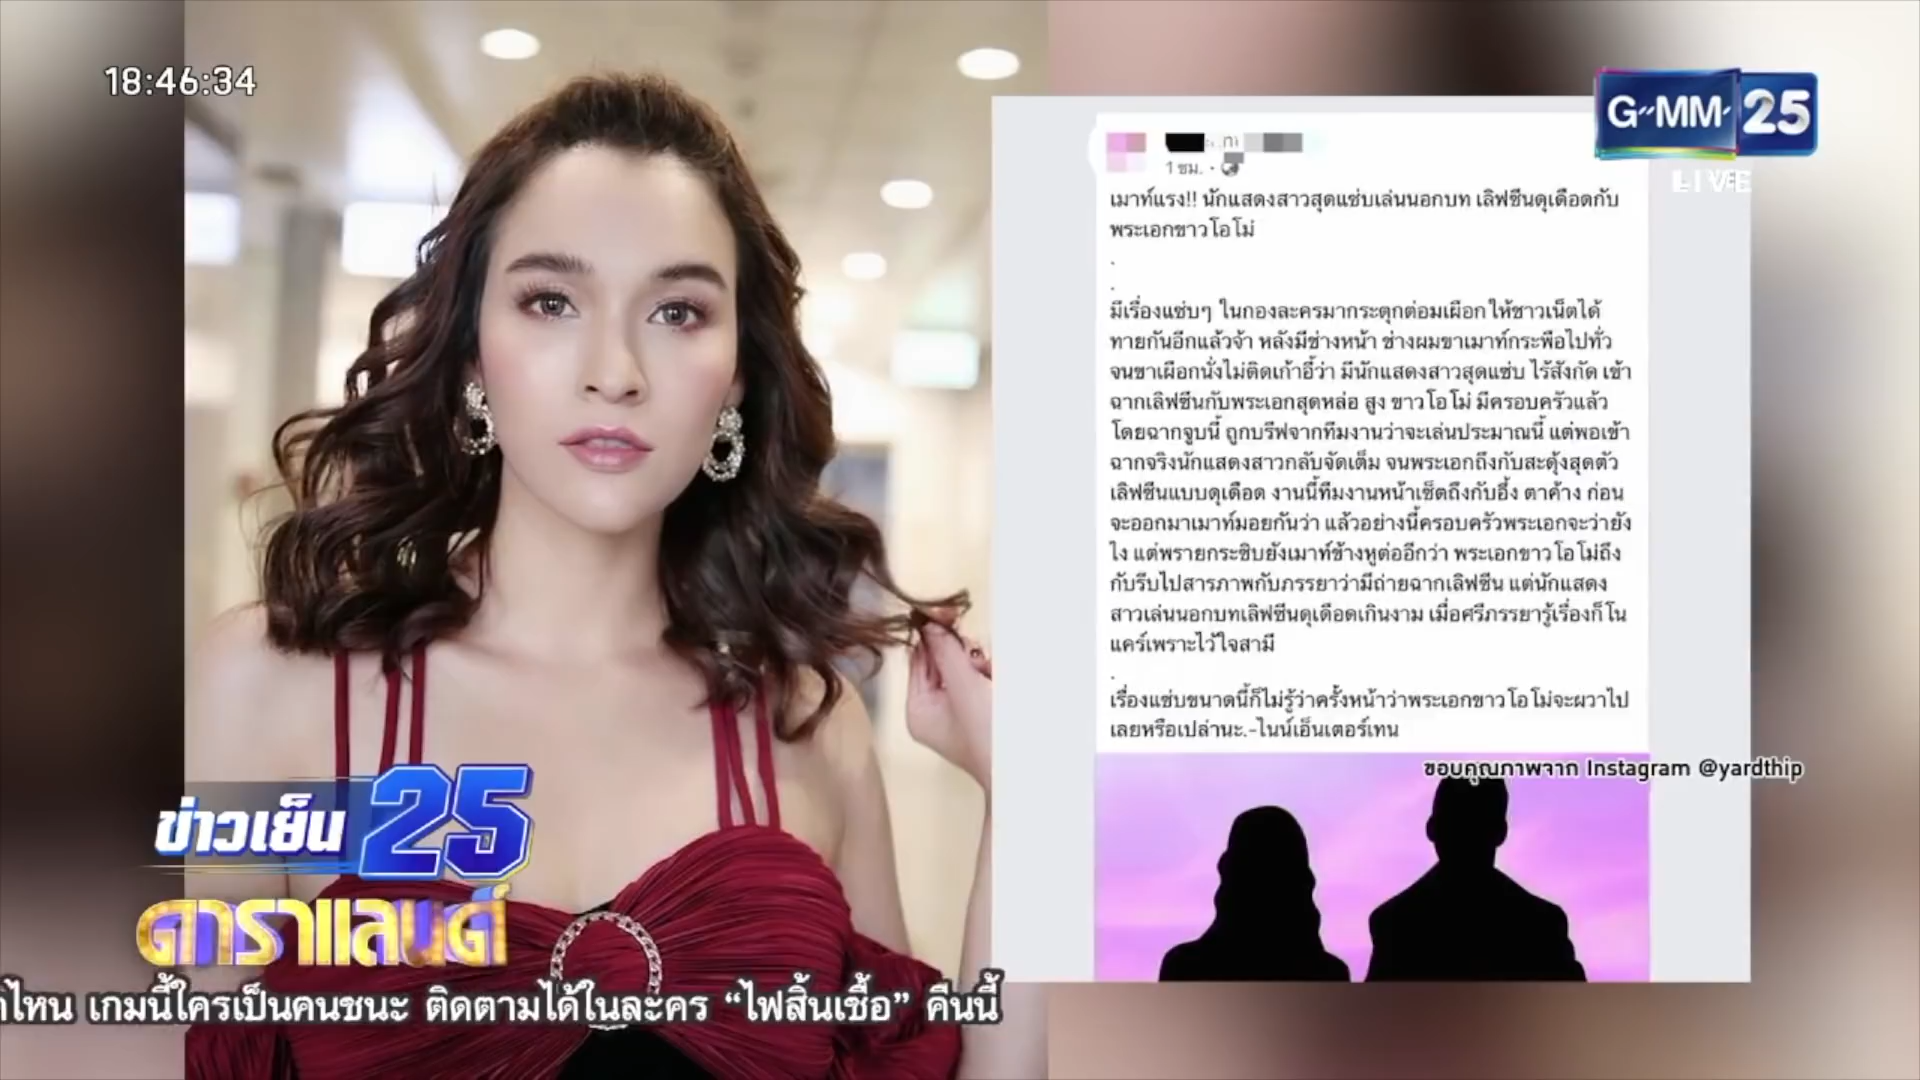 18:46:34
G-MM 25
LIVE
1 ชม.
เมาท์แรง!! นักแสดงสาวสุดแซ่บเล่นนอกบท เลิฟซีนดุเดือดกับ
พระเอกขาวโอโม่
.
.
มีเรื่องแซ่บๆ ในกองละครมากระตุกต่อมเผือกให้ชาวเน็ตได้
ทายกันอีกแล้วจ้า หลังมีช่างหน้า ช่างผมขาเมาท์กระพือไปทั่ว
จนขาเผือกนั่งไม่ติดเก้าอี้ว่า มีนักแสดงสาวสุดแซ่บ ไร้สังกัด เข้า
ฉากเลิฟซีนกับพระเอกสุดหล่อ สูง ขาวโอโม่ มีครอบครัวแล้ว
โดยฉากจูบนี้ ถูกบรีฟจากทีมงานว่าจะเล่นประมาณนี้ แต่พอเข้า
ฉากจริงนักแสดงสาวกลับจัดเต็ม จนพระเอกถึงกับสะดุ้งสุดตัว
เลิฟซีนแบบดุเดือด งานนี้ทีมงานหน้าเซ็ตถึงกับอึ้ง ตาค้าง ก่อน
จะออกมาเมาท์มอยกันว่า แล้วอย่างนี้ครอบครัวพระเอกจะว่ายัง
ไง แต่พรายกระซิบยังเมาท์ข้างหูต่ออีกว่า พระเอกขาวโอโม่ถึง
กับรีบไปสารภาพกับภรรยาว่ามีถ่ายฉากเลิฟซีน แต่นักแสดง
สาวเล่นนอกบทเลิฟซีนดุเดือดเกินงาม เมื่อศรีภรรยารู้เรื่องก็โน
แคร์เพราะไว้ใจสามี
.
เรื่องแซ่บขนาดนี้ก็ไม่รู้ว่าครั้งหน้าว่าพระเอกขาวโอโม่จะผวาไป
เลยหรือเปล่านะ.-ไนน์เอ็นเตอร์เทน
ขอบคุณภาพจาก Instagram @yardthip
ข่าวเย็น 25
ดาราแลนด์
ไหน เกมนี้ใครเป็นคนชนะ ติดตามได้ในละคร “ไฟสิ้นเชื้อ” คืนนี้